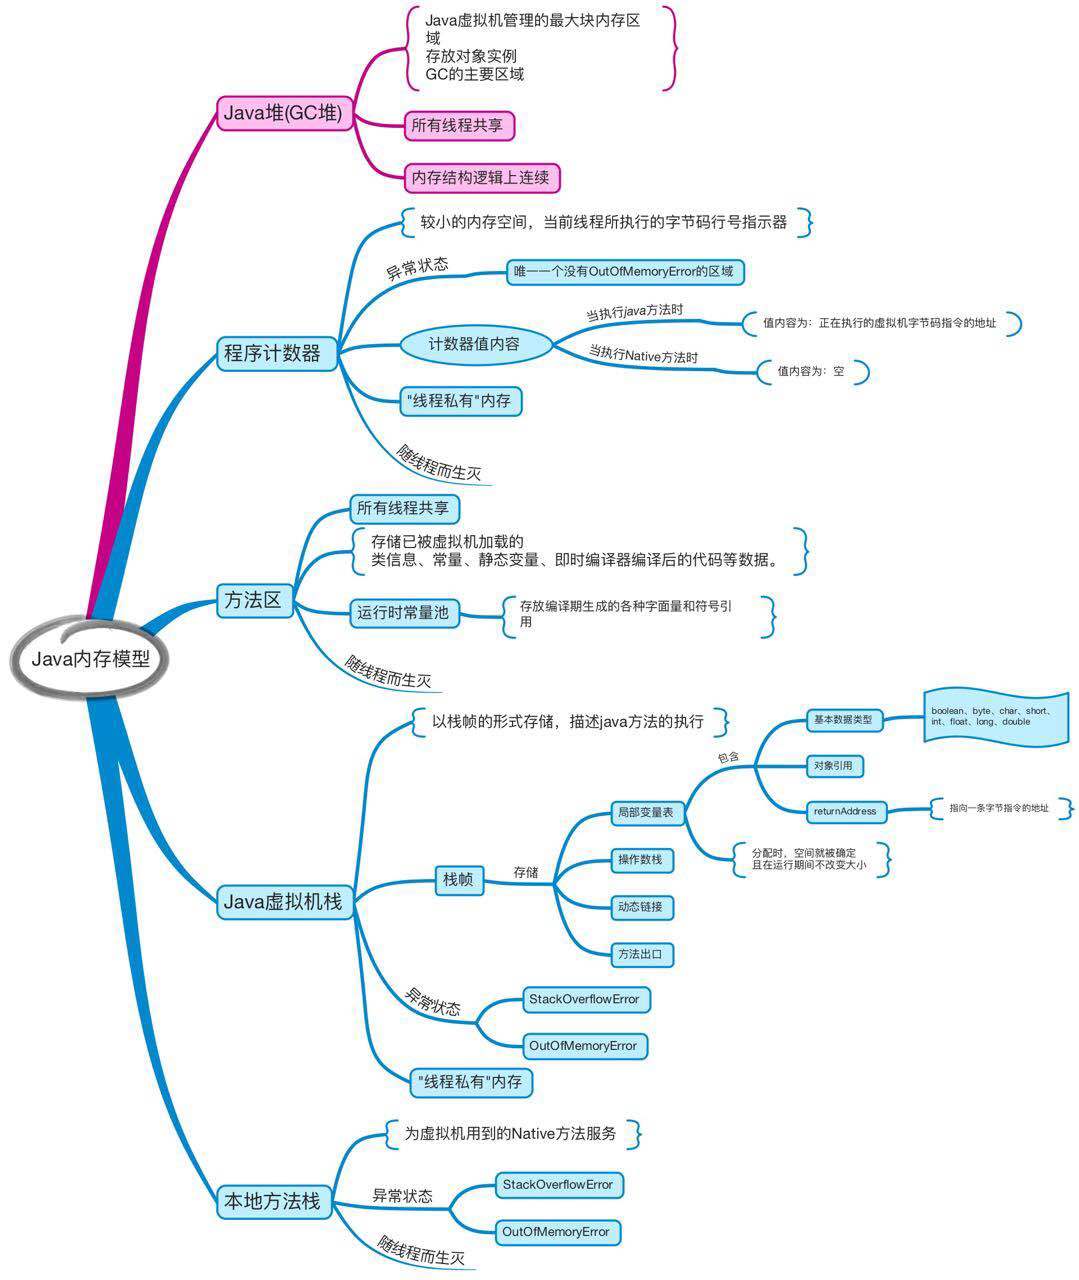 Java虚拟机管理的最大块内存区
域
存放对象实例
GC的主要区域
Java堆(GC堆)
所有线程共享
内存结构逻辑上连续
较小的内存空间，当前线程所执行的字节码行号指示器
异常状态
唯一一个没有OutOfMemoryError的区域
程序计数器
计数器值内容
当执行java方法时
值内容为：正在执行的虚拟机字节码指令的地址
当执行Native方法时
值内容为：空
"线程私有"内存
随线程而生灭
所有线程共享
存储已被虚拟机加载的
类信息、常量、静态变量、即时编译器编译后的代码等数据。
方法区
运行时常量池
存放编译期生成的各种字面量和符号引
用
随线程而生灭
Java内存模型
以栈帧的形式存储，描述java方法的执行
Java虚拟机栈
栈帧
存储
局部变量表
包含
基本数据类型
boolean、byte、char、short、
int、float、long、double
对象引用
returnAddress
指向一条字节指令的地址
分配时，空间就被确定
且在运行期间不改变大小
操作数栈
动态链接
方法出口
异常状态
StackOverflowError
OutOfMemoryError
"线程私有"内存
为虚拟机用到的Native方法服务
本地方法栈
异常状态
StackOverflowError
OutOfMemoryError
随线程而生灭